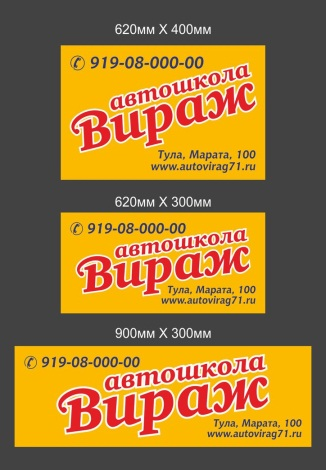 620мм X 400мм
✆ 919-08-000-00
автошкола
Вираж
Тула, Марата, 100
www.autovirag71.ru
620мм X 300мм
✆ 919-08-000-00
автошкола
Вираж
Тула, Марата, 100
www.autovirag71.ru
900мм X 300мм
✆ 919-08-000-00
автошкола
Вираж
Тула, Марата, 100
www.autovirag71.ru